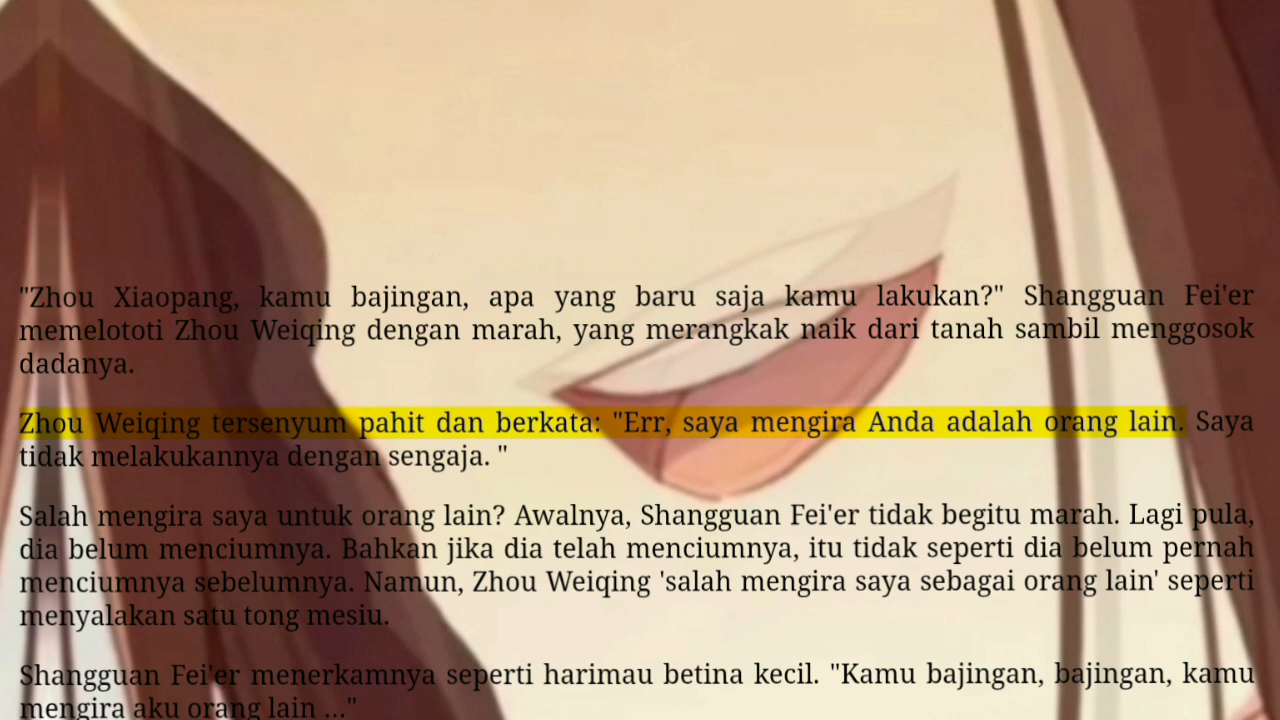 "Zhou Xiaopang, kamu bajingan, apa yang baru saja kamu lakukan?" Shangguan Fei'er
memelototi Zhou Weiqing dengan marah, yang merangkak naik dari tanah sambil menggosok
dadanya.
Zhou Weiqing tersenyum pahit dan berkata: "Err, saya mengira Anda adalah orang lain. Saya
tidak melakukannya dengan sengaja. "
Salah mengira saya untuk orang lain? Awalnya, Shangguan Fei'er tidak begitu marah. Lagi pula,
dia belum menciumnya. Bahkan jika dia telah menciumnya, itu tidak seperti dia belum pernah
menciumnya sebelumnya. Namun, Zhou Weiqing 'salah mengira saya sebagai orang lain' seperti
menyalakan satu tong mesiu.
Shangguan Fei'er menerkamnya seperti harimau betina kecil. "Kamu bajingan, bajingan, kamu
mengira aku orang lain ..."